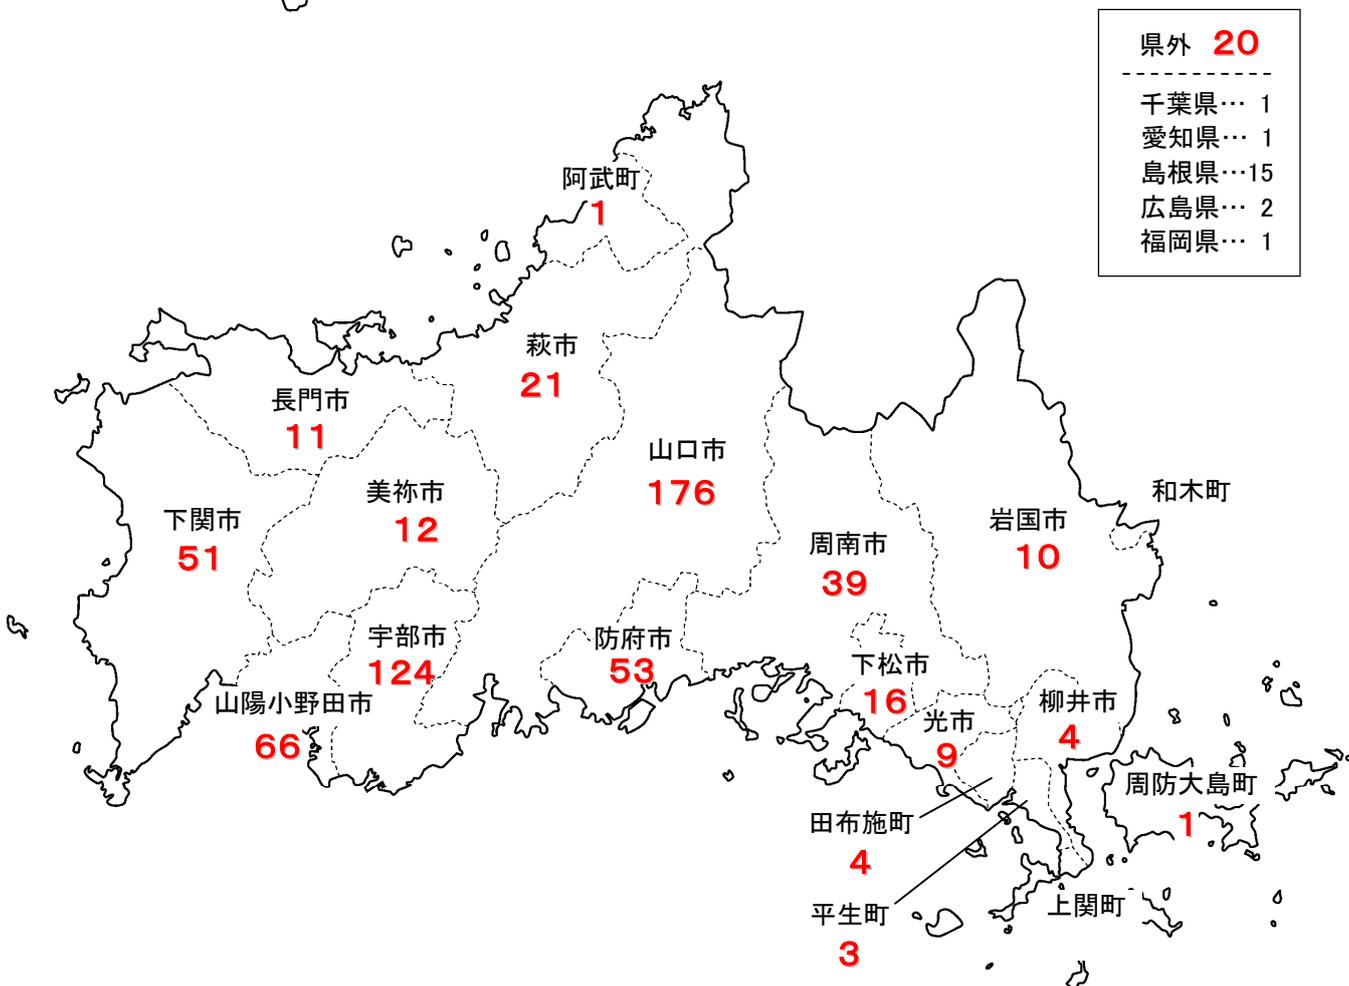 県外 20
千葉県… 1
愛知県… 1
島根県…15
広島県… 2
福岡県… 1
阿武町
1
萩市
21
長門市
11
山口市
176
美祢市
12
和木町
下関市
51
岩国市
10
周南市
39
宇部市
124
防府市
53
下松市
16
山陽小野田市
66
柳井市
4
光市
9
周防大島町
1
田布施町
4
上関町
平生町
3